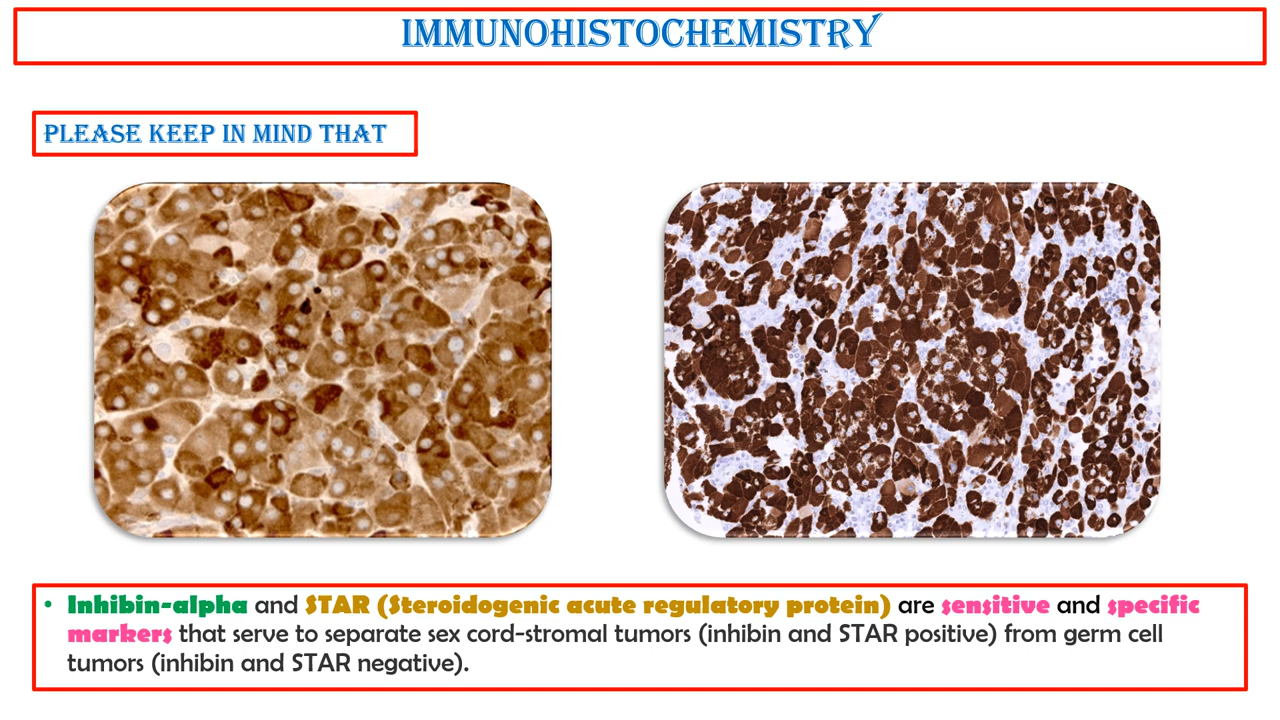 IMMUNOHISTOCHEMISTRY
PLEASE KEEP IN MIND THAT
• Inhibin-alpha and STAR (Steroidogenic acute regulatory protein) are sensitive and specific
markers that serve to separate sex cord-stromal tumors (inhibin and STAR positive) from germ cell
tumors (inhibin and STAR negative).